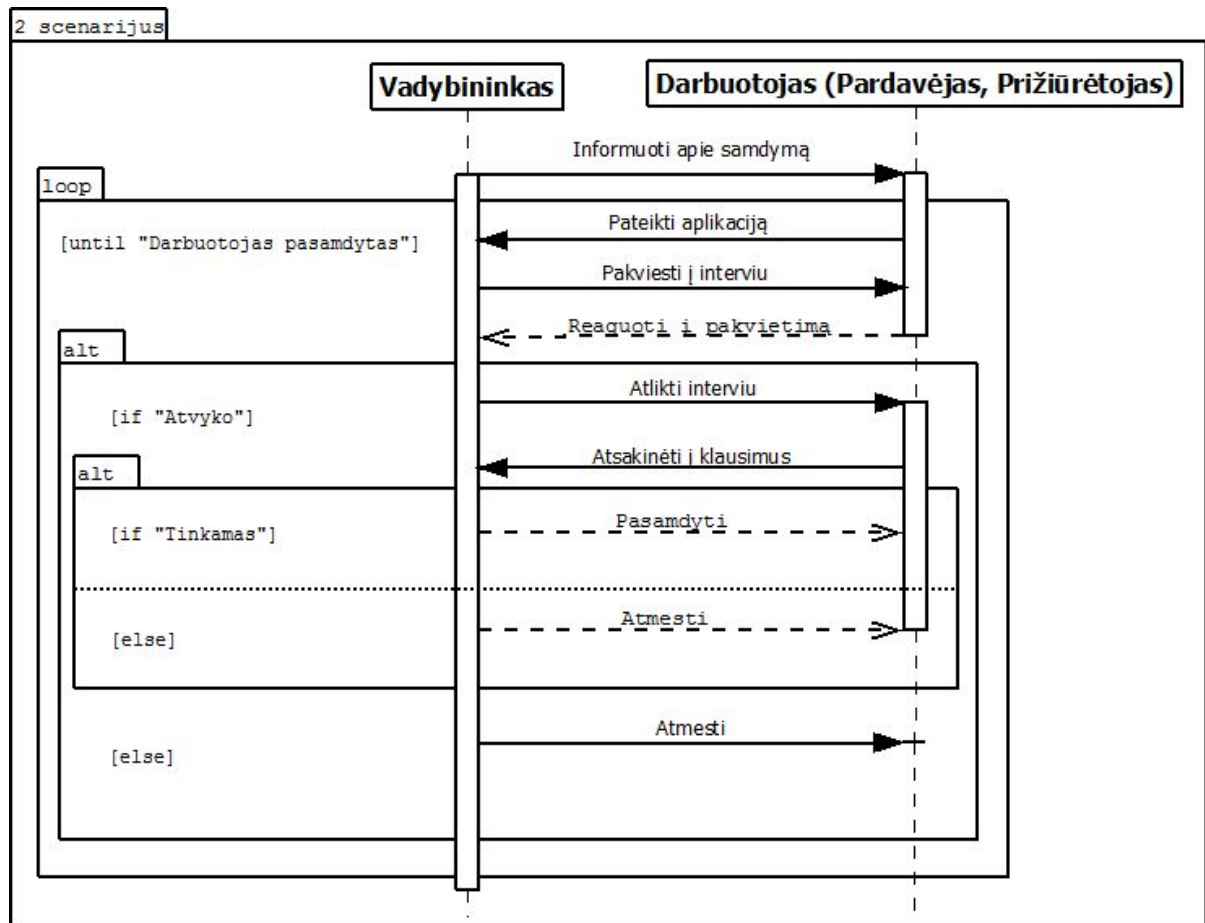 2 scenarijus
Vadybininkas
Darbuotojas (Pardavėjas, Prižiūrėtojas)
Informuoti apie samdymą
loop
Pateikti aplikaciją
[until "Darbuotojas pasamdytas"]
Pakviesti į interviu
Reaguoti į pakvietimą
alt
Atlikti interviu
[if "Atvyko"]
Atsakinėti į klausimus
alt
Pasamdyti
[if "Tinkamas"]
Atmesti
[else]
Atmesti
[else]